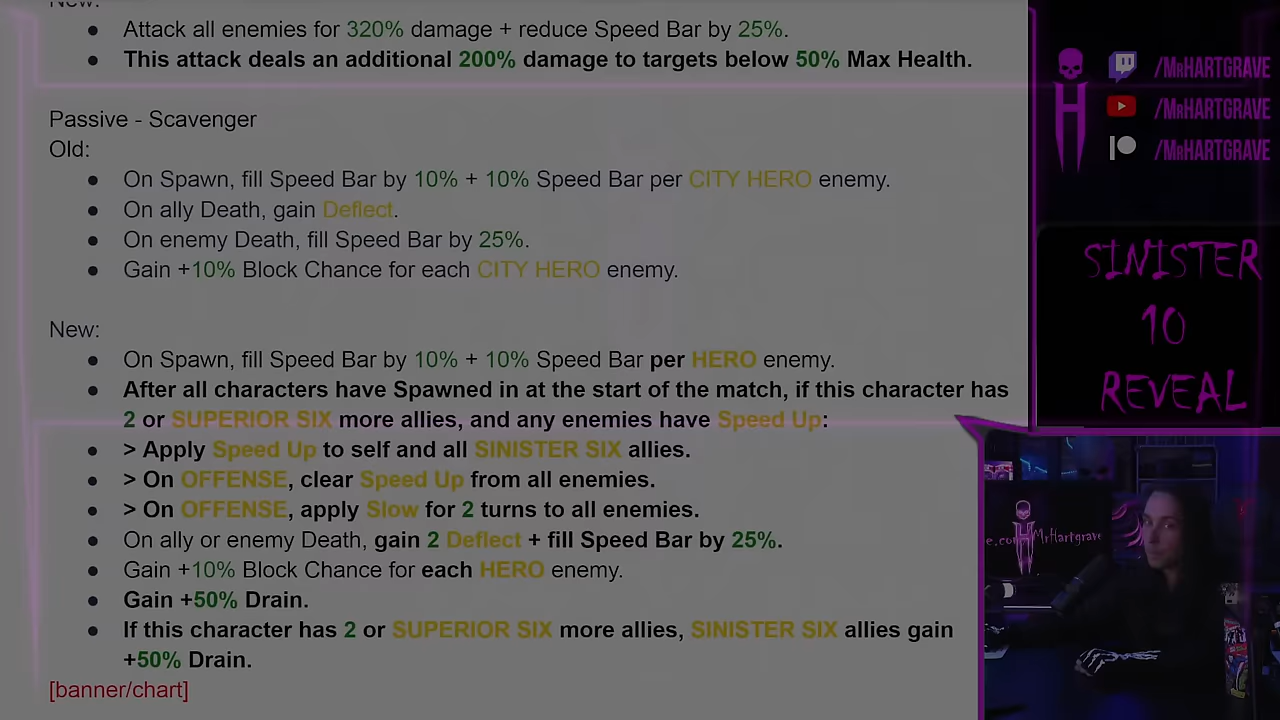 New:
Attack all enemies for 320% damage + reduce Speed Bar by 25%.
This attack deals an additional 200% damage to targets below 50% Max Health.
Passive - Scavenger
Old:
On Spawn, fill Speed Bar by 10% + 10% Speed Bar per CITY HERO enemy.
On ally Death, gain Deflect.
On enemy Death, fill Speed Bar by 25%.
Gain +10% Block Chance for each CITY HERO enemy.
New:
On Spawn, fill Speed Bar by 10% + 10% Speed Bar per HERO enemy.
After all characters have Spawned in at the start of the match, if this character has
2 or SUPERIOR SIX more allies, and any enemies have Speed Up:
> Apply Speed Up to self and all SINISTER SIX allies.
> On OFFENSE, clear Speed Up from all enemies.
> On OFFENSE, apply Slow for 2 turns to all enemies.
On ally or enemy Death, gain 2 Deflect + fill Speed Bar by 25%.
Gain +10% Block Chance for each HERO enemy.
Gain +50% Drain.
If this character has 2 or SUPERIOR SIX more allies, SINISTER SIX allies gain
+50% Drain.
[banner/chart]
/MRHARTGRAVE
/MRHARTGRAVE
/MRHARTGRAVE
SINISTER
10
REVEAL
MrHartgrave